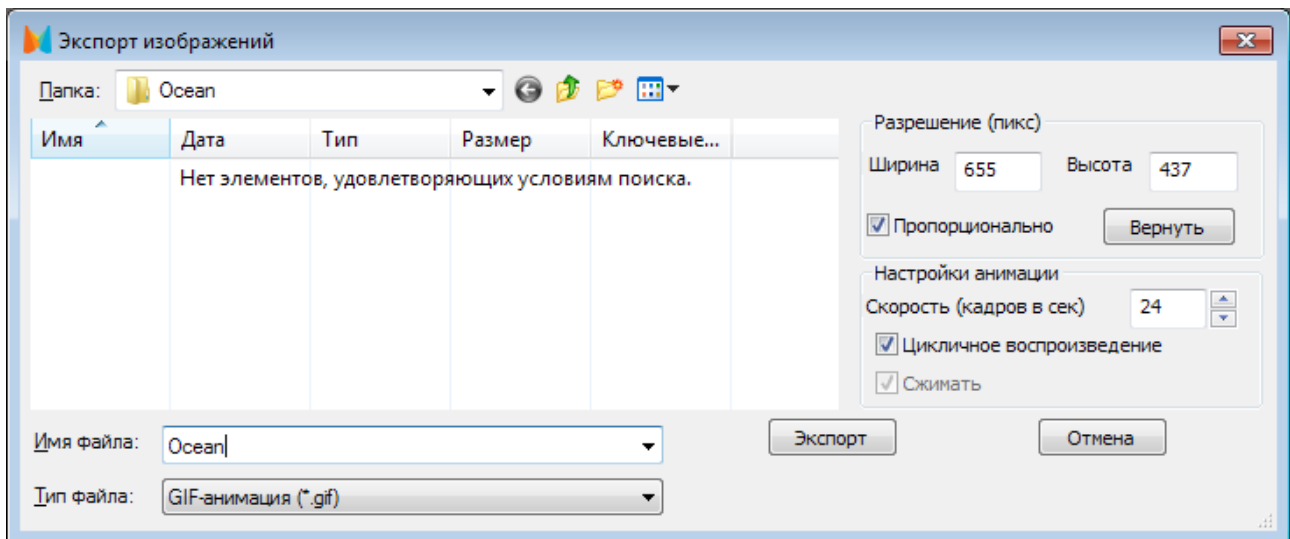 Экспорт изображений
Папка: Ocean
Имя Дата Тип Размер Ключевые...
Нет элементов, удовлетворяющих условиям поиска.
Разрешение (пикс)
Ширина 655 Высота 437
Пропорционально Вернуть
Настройки анимации
Скорость (кадров в сек) 24
Цикличное воспроизведение
Сжимать
Имя файла: Ocean
Экспорт Отмена
Тип файла: GIF-анимация (*.gif)